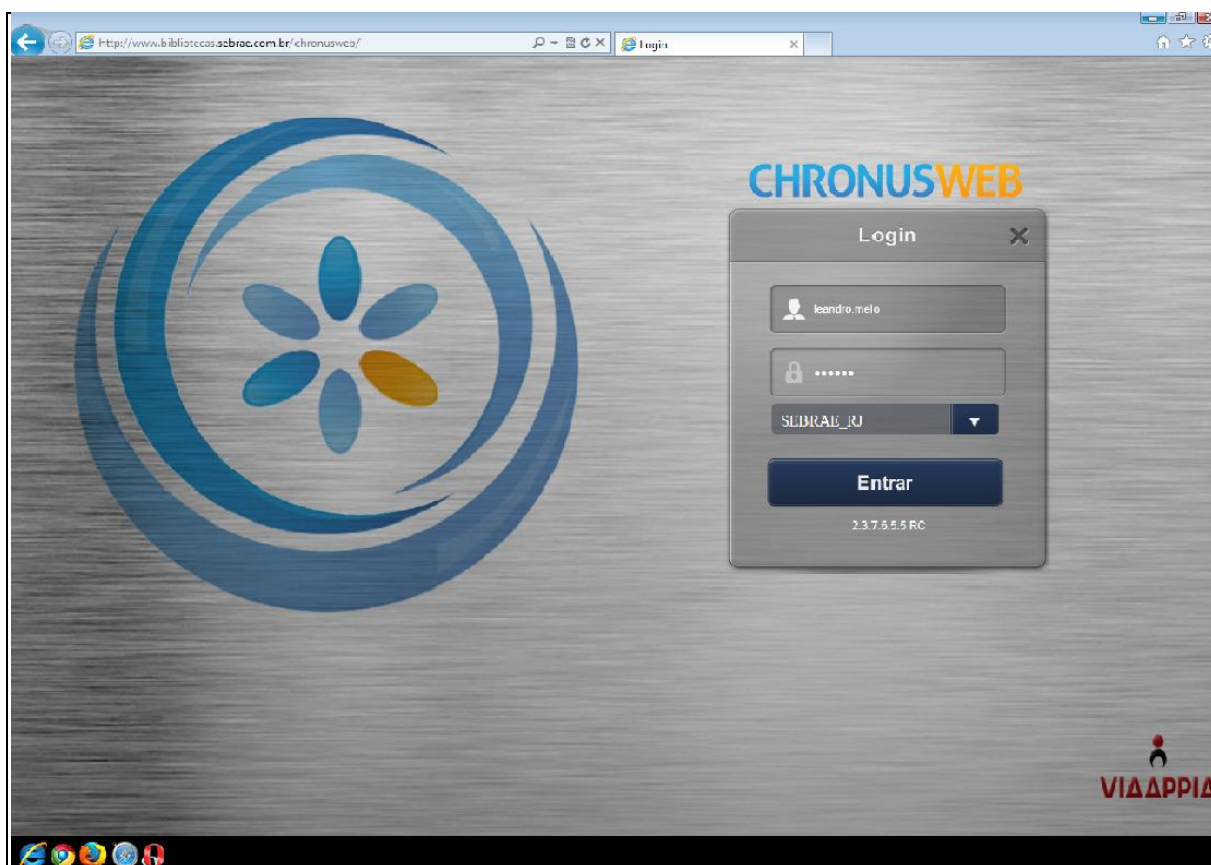 http://www.bibliotecas.sebrae.com.br/chronusweb/
Login
CHRONUSWEB
Login
leandro.melo
••••••
SEBRAE_RJ
Entrar
2.3.7.5.5.5 RC
VIAAPPIA